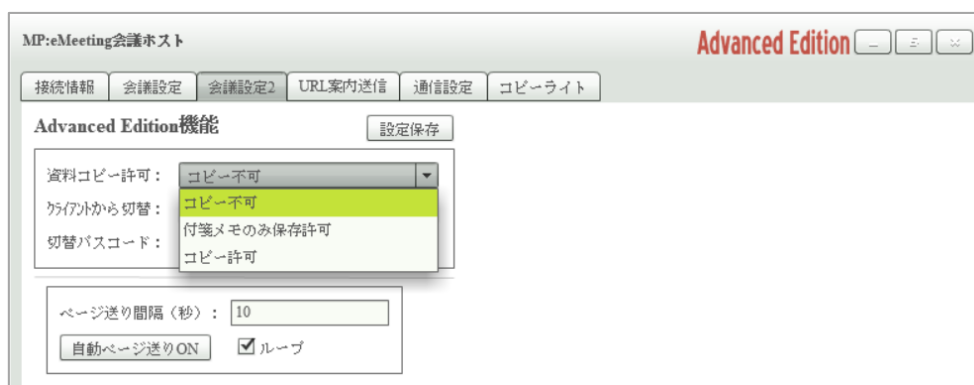 MP:eMeeting会議ホスト Advanced Edition
接続情報 会議設定 会議設定2 URL案内送信 通信設定 コピーライト
Advanced Edition機能 設定保存
資料コピー許可： コピー不可
ｸﾗｲｱﾝﾄから切替： コピー不可
付箋メモのみ保存許可
切替パスコード：
コピー許可
ページ送り間隔（秒）： 10
自動ページ送りON ループ